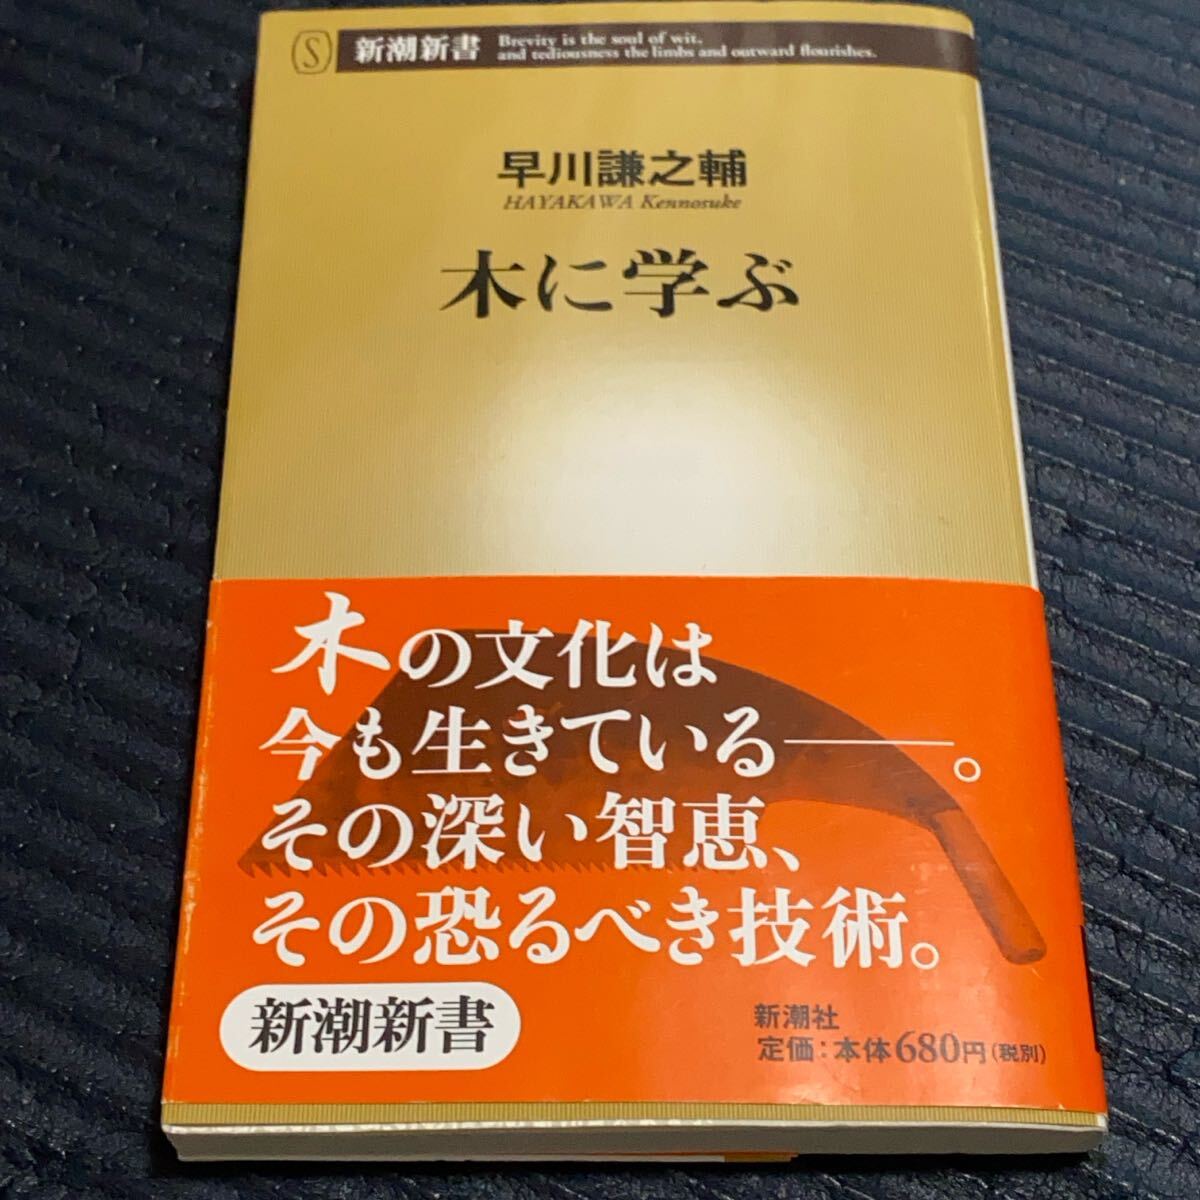 S
新潮新書
Brevity is the soul of wit,
and tediousness the limbs and outward flourishes.
早川謙之輔
HAYAKAWA Kennosuke
木に学ぶ
木の文化は
今も生きている――。
その深い智恵、
その恐るべき技術。
新潮新書
新潮社
定価：本体680円（税別）